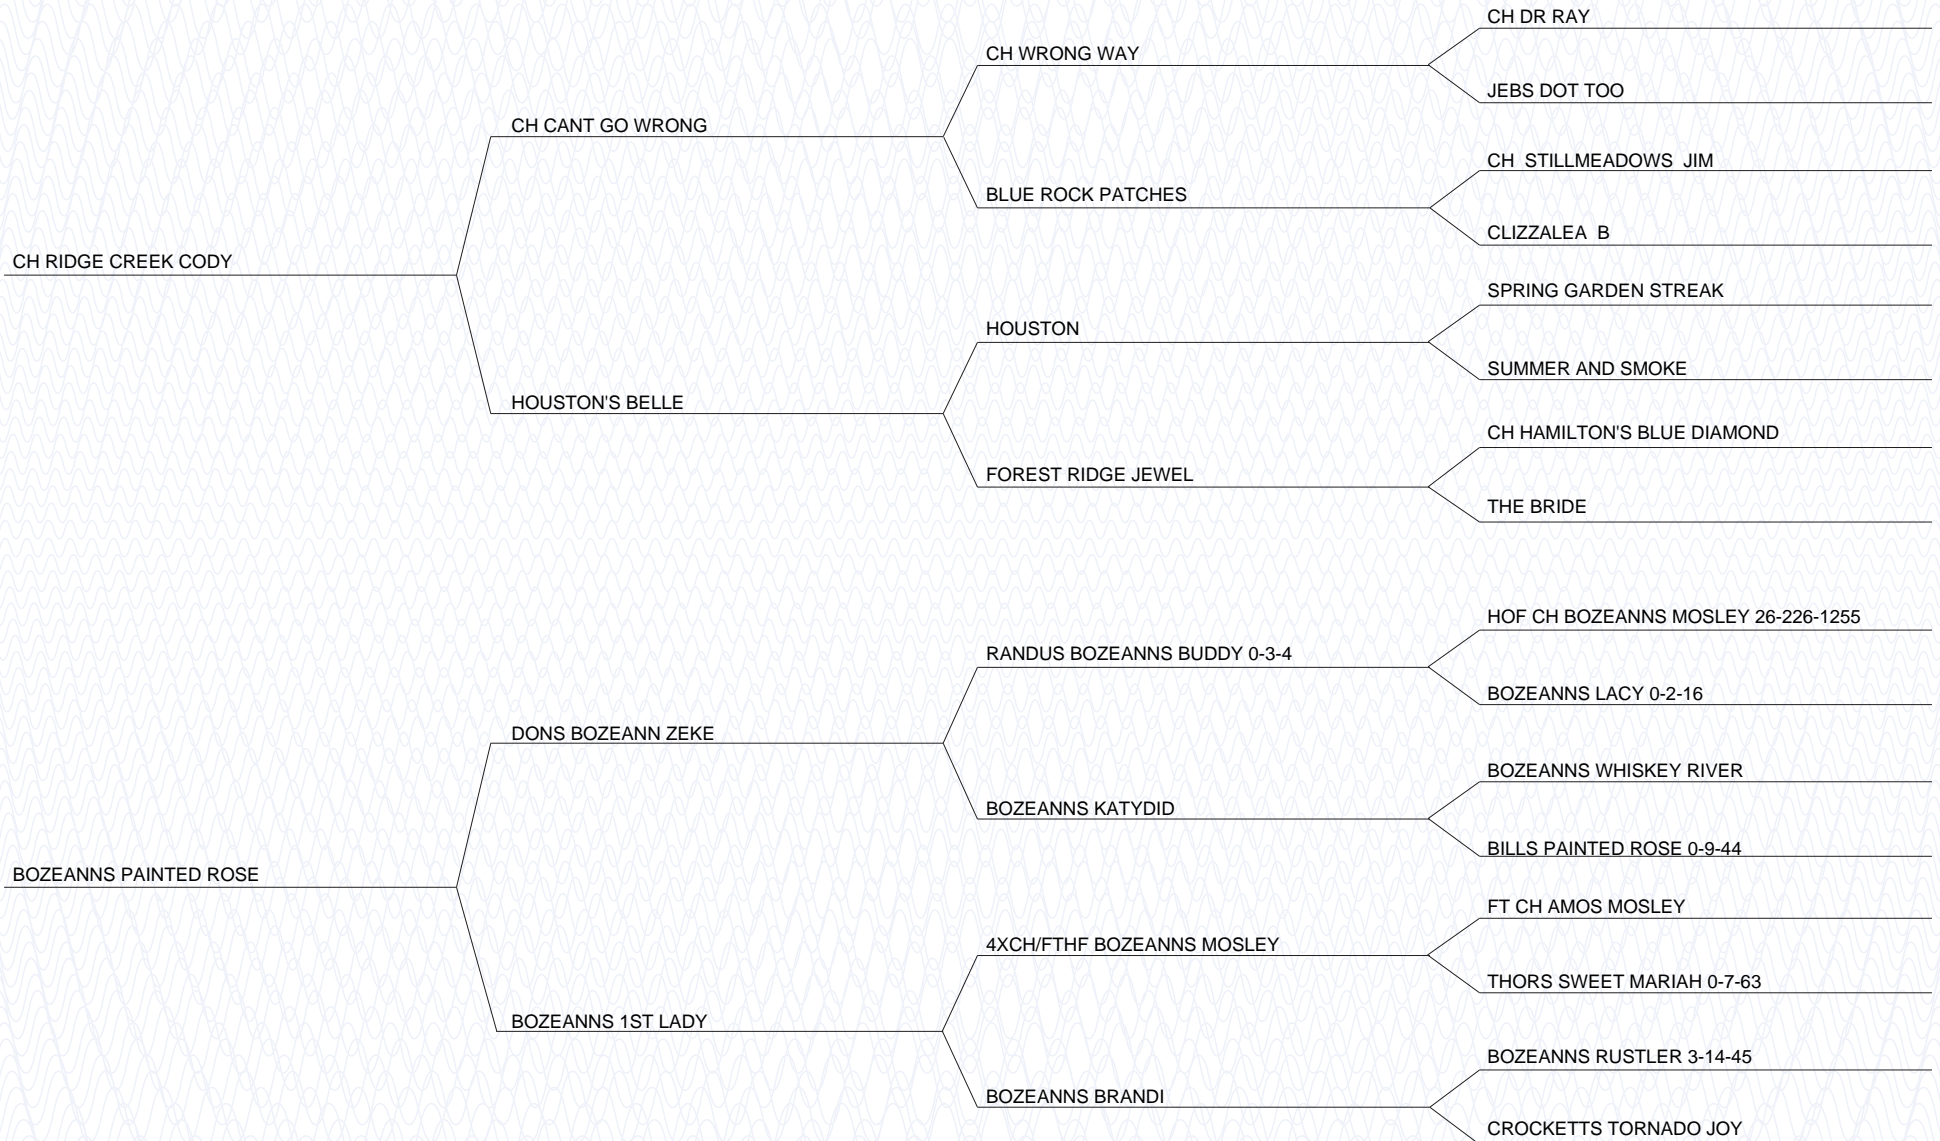 CH DR RAY
CH WRONG WAY
JEBS DOT TOO
CH CANT GO WRONG
CH  STILLMEADOWS  JIM
BLUE ROCK PATCHES
CLIZZALEA  B
CH RIDGE CREEK CODY
SPRING GARDEN STREAK
HOUSTON
SUMMER AND SMOKE
HOUSTON'S BELLE
CH HAMILTON'S BLUE DIAMOND
FOREST RIDGE JEWEL
THE BRIDE
HOF CH BOZEANNS MOSLEY 26-226-1255
RANDUS BOZEANNS BUDDY 0-3-4
BOZEANNS LACY 0-2-16
DONS BOZEANN ZEKE
BOZEANNS WHISKEY RIVER
BOZEANNS KATYDID
BILLS PAINTED ROSE 0-9-44
BOZEANNS PAINTED ROSE
FT CH AMOS MOSLEY
4XCH/FTHF BOZEANNS MOSLEY
THORS SWEET MARIAH 0-7-63
BOZEANNS 1ST LADY
BOZEANNS RUSTLER 3-14-45
BOZEANNS BRANDI
CROCKETTS TORNADO JOY